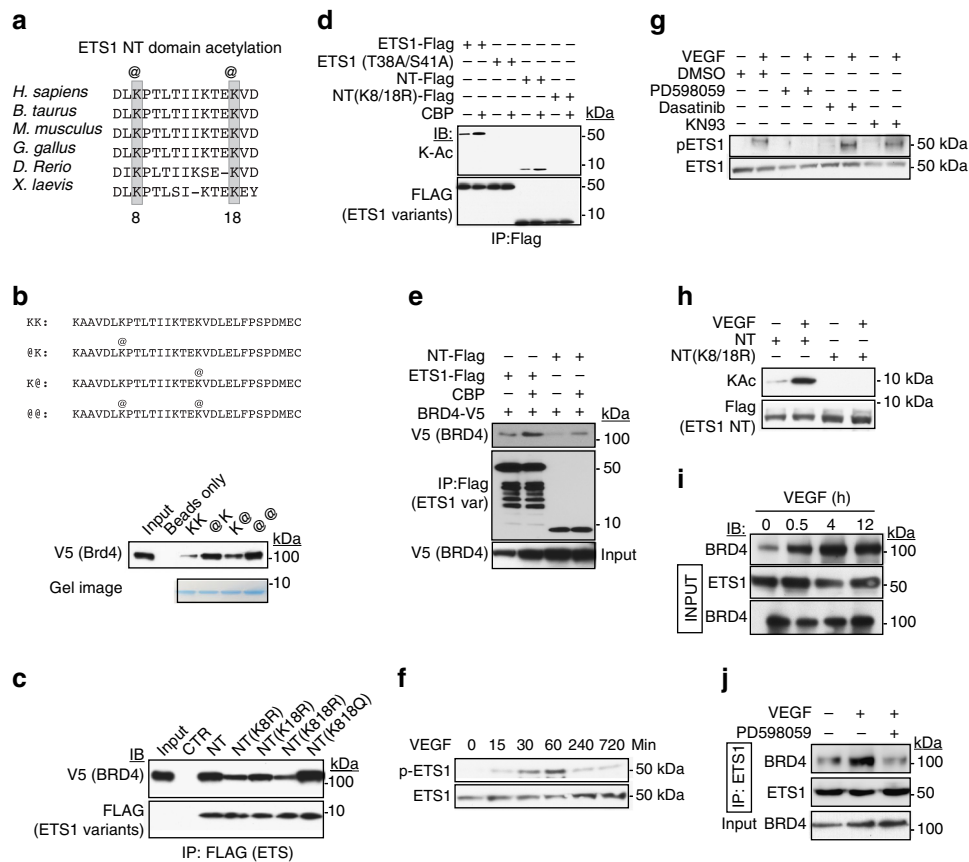 a
ETS1 NT domain acetylation
@ @
H. sapiens DLKPTLTIIKTEKVD
B. taurus DLKPTLTIIKTEKVD
M. musculus DLKPTLTIIKTEKVD
G. gallus DLKPTLTIIKTEKVD
D. Rerio DIKPTLTIIKSE-KVD
X. laevis DLKPTLSI-KTEKEY
8 18
b
KK: KAAVDLKPTLTIIKTEKVDLELFPSPDMEC
@
@K: KAAVDLKPTLTIIKTEKVDLELFPSPDMEC
@
K@: KAAVDLKPTLTIIKTEKVDLELFPSPDMEC
@ @
@@: KAAVDLKPTLTIIKTEKVDLELFPSPDMEC
Input Beads only KK @K K@ @@
kDa
V5 (Brd4) 100
Gel image 10
c
IB Input CTR NT NT(K8R) NT(K18R) NT(K818R) NT(K818Q)
kDa
V5 (BRD4) 100
FLAG 10
(ETS1 variants)
IP: FLAG (ETS)
d
ETS1-Flag + + – – – – – –
ETS1 (T38A/S41A) – – + + – – – –
NT-Flag – – – – + + – –
NT(K8/18R)-Flag – – – – – – + +
CBP – + – + – + – + kDa
IB: 50
K-Ac
10
FLAG 50
(ETS1 variants) 10
IP:Flag
e
NT-Flag – – + +
ETS1-Flag + + – –
CBP – + – +
BRD4-V5 + + + + kDa
V5 (BRD4) 100
50
IP:Flag
(ETS1 var)
10
V5 (BRD4) Input
f
VEGF 0 15 30 60 240 720 Min
p-ETS1 50 kDa
ETS1 50 kDa
g
VEGF – + – + – + – +
DMSO + + – – – – – –
PD598059 – – + + – – – –
Dasatinib – – – – + + – –
KN93 – – – – – – + +
pETS1 50 kDa
ETS1 50 kDa
h
VEGF – + – +
NT + + – –
NT(K8/18R) – – + +
KAc 10 kDa
10 kDa
Flag
(ETS1 NT)
i
VEGF (h)
IB: 0 0.5 4 12 kDa
BRD4 100
INPUT
ETS1 50
BRD4 100
j
VEGF – + +
PD598059 – – +
kDa
IP: ETS1
BRD4 100
ETS1 50
Input BRD4 100